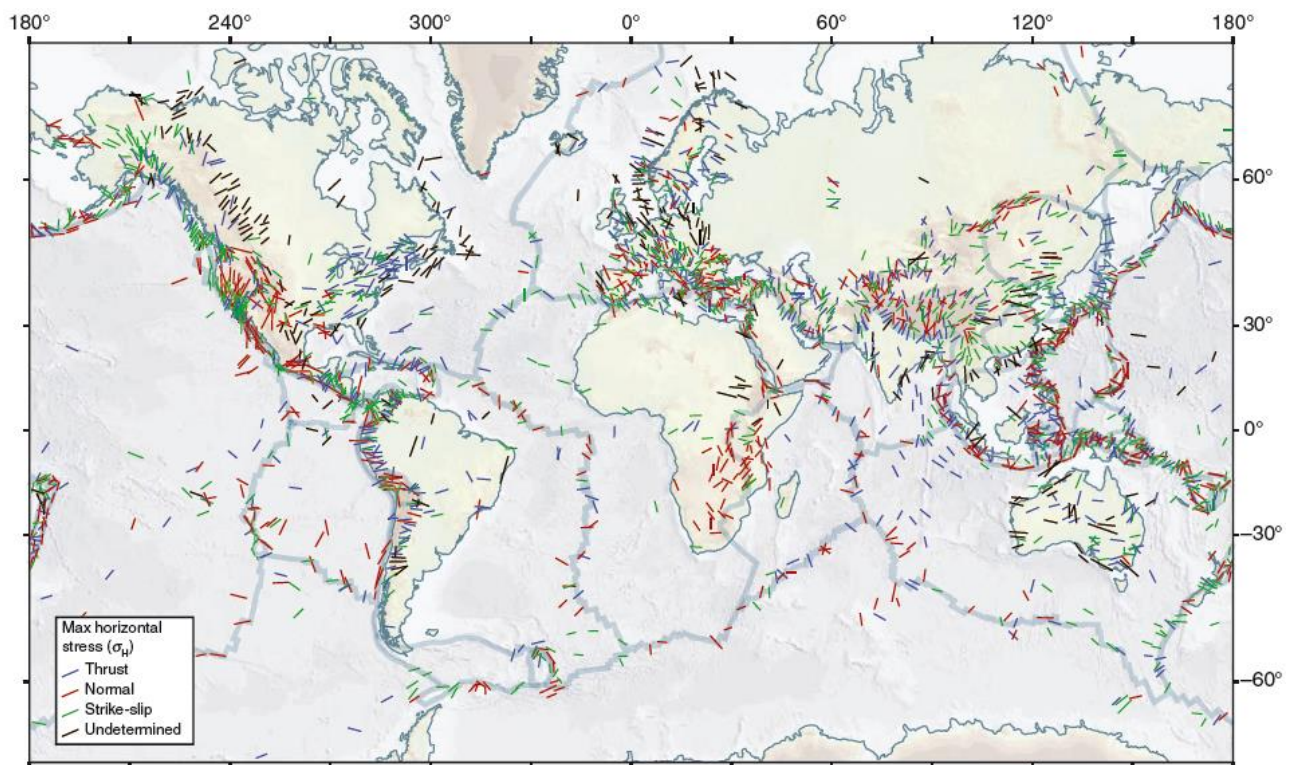 180° 240° 300° 0° 60° 120° 180°
60°
30°
0°
–30°
–60°
Max horizontal
stress (σH)
Thrust
Normal
Strike-slip
Undetermined